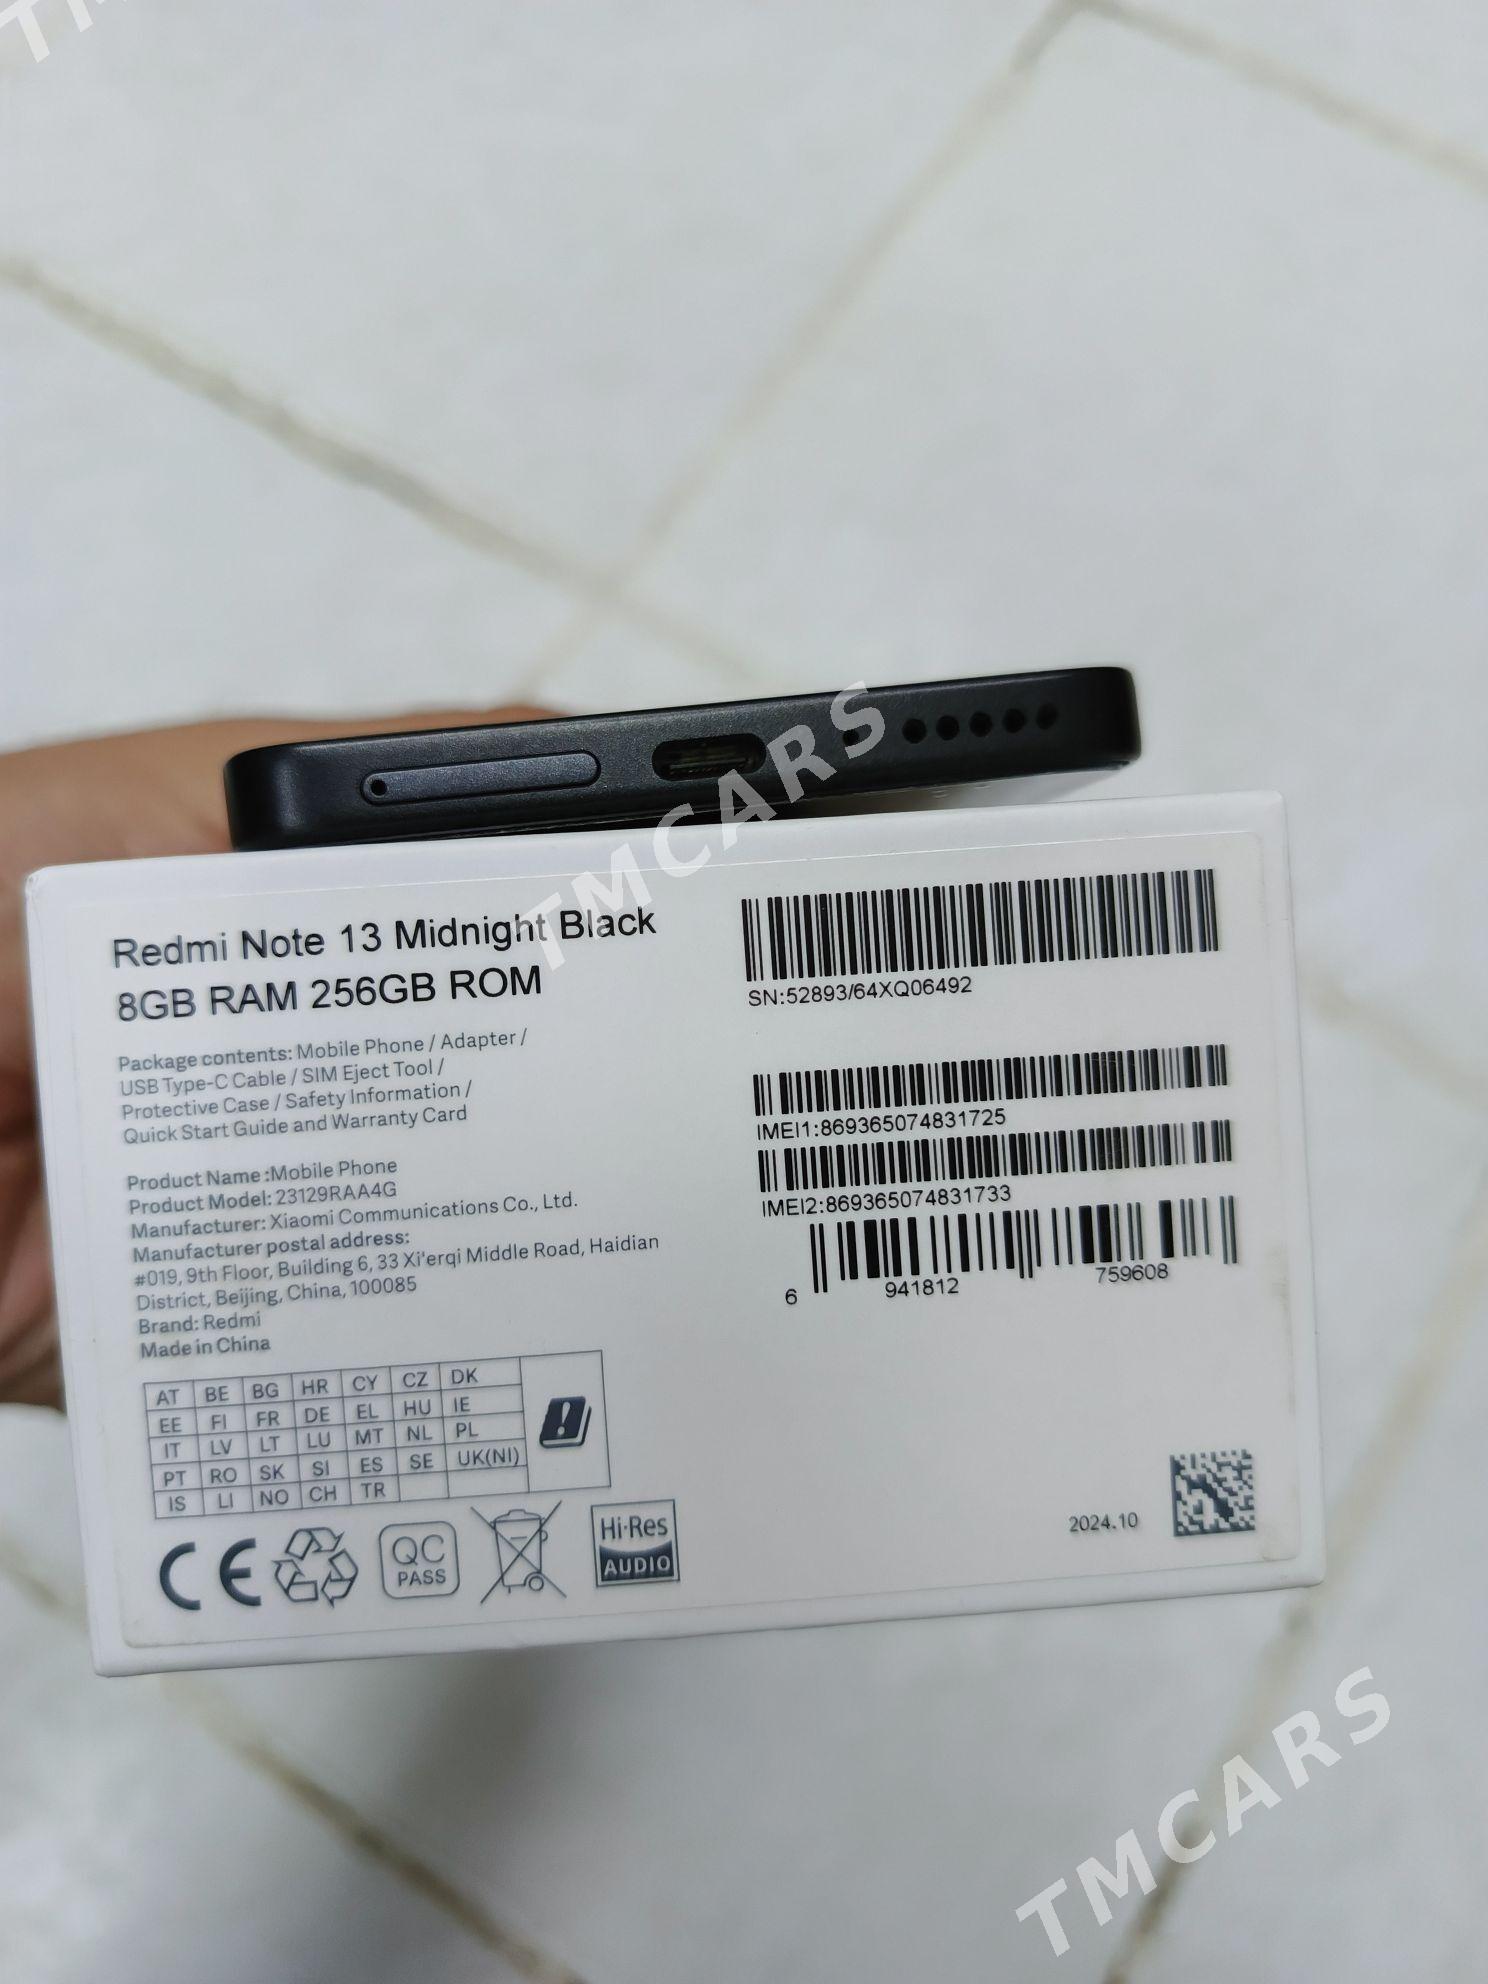 TMCARS
Redmi Note 13 Midnight Black
8GB RAM 256GB ROM
Package contents: Mobile Phone / Adapter /
USB Type-C Cable / SIM Eject Tool /
Protective Case / Safety Information /
Quick Start Guide and Warranty Card
Product Name :Mobile Phone
Product Model: 23129RAA4G
Manufacturer: Xiaomi Communications Co., Ltd.
Manufacturer postal address:
#019, 9th Floor, Building 6, 33 Xi'erqi Middle Road, Haidian
District, Beijing, China, 100085
Brand: Redmi
Made in China
AT BE BG HR CY CZ DK
EE FI FR DE EL HU IE
IT LV LT LU MT NL PL
PT RO SK SI ES SE UK(NI)
IS LI NO CH TR
CE
QC
PASS
Hi-Res
AUDIO
SN:52893/64XQ06492
IMEI1:869365074831725
IMEI2:869365074831733
6 941812 759608
2024.10
TMCARS